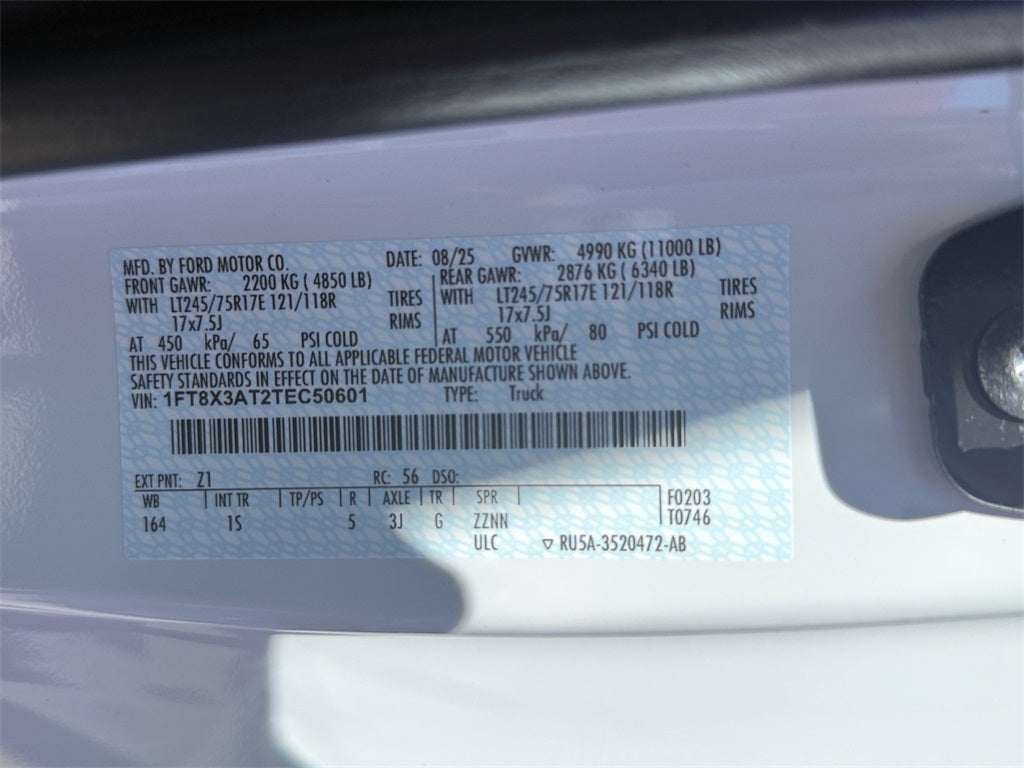 MFD. BY FORD MOTOR CO. DATE: 08/25 GVWR: 4990 KG (11000 LB)
FRONT GAWR: 2200 KG ( 4850 LB) REAR GAWR: 2876 KG ( 6340 LB)
WITH LT245/75R17E 121/118R TIRES WITH LT245/75R17E 121/118R TIRES
17x7.5J RIMS 17x7.5J RIMS
AT 450 kPa/ 65 PSI COLD AT 550 kPa/ 80 PSI COLD
THIS VEHICLE CONFORMS TO ALL APPLICABLE FEDERAL MOTOR VEHICLE
SAFETY STANDARDS IN EFFECT ON THE DATE OF MANUFACTURE SHOWN ABOVE.
VIN: 1FT8X3AT2TEC50601 TYPE: Truck
EXT PNT: Z1 RC: 56 DSO:
WB INT TR TP/PS R AXLE TR SPR F0203
164 1S 5 3J G ZZNN T0746
ULC ▽ RU5A-3520472-AB